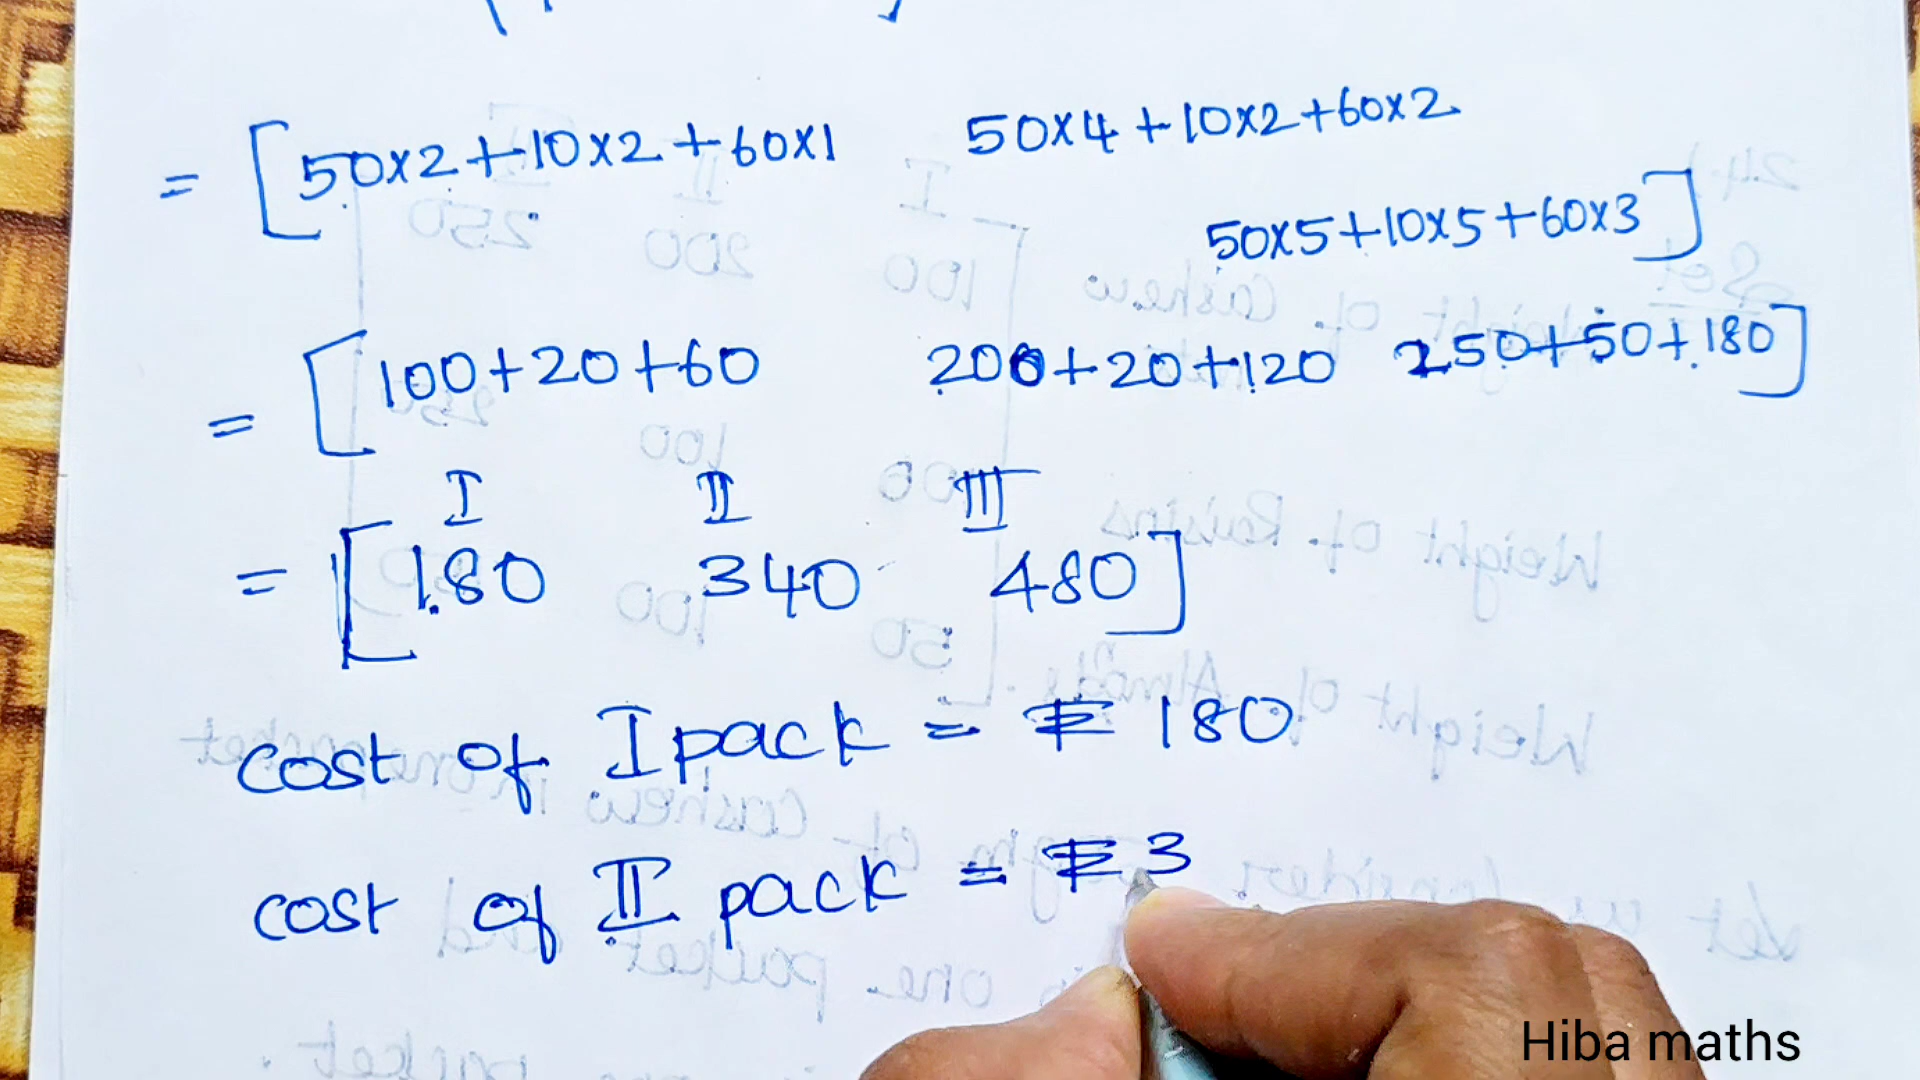 = [50x2+10x2+60x1 50x4+10x2+60x2
50x5+10x5+60x3]
= [100+20+60 200+20+120 250+50+180]
I II III
= [180 340 480]
cost of I pack = ₹ 180
cost of II pack = ₹ 3
Hiba maths